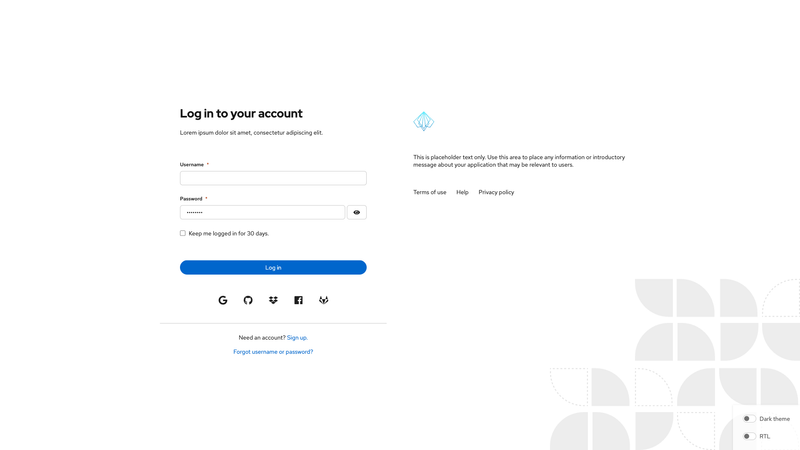 Log in to your account
Lorem ipsum dolor sit amet, consectetur adipiscing elit.
Username *
Password *
••••••••
Keep me logged in for 30 days.
Log in
Need an account? Sign up.
Forgot username or password?
This is placeholder text only. Use this area to place any information or introductory
message about your application that may be relevant to users.
Terms of use Help Privacy policy
Dark theme
RTL